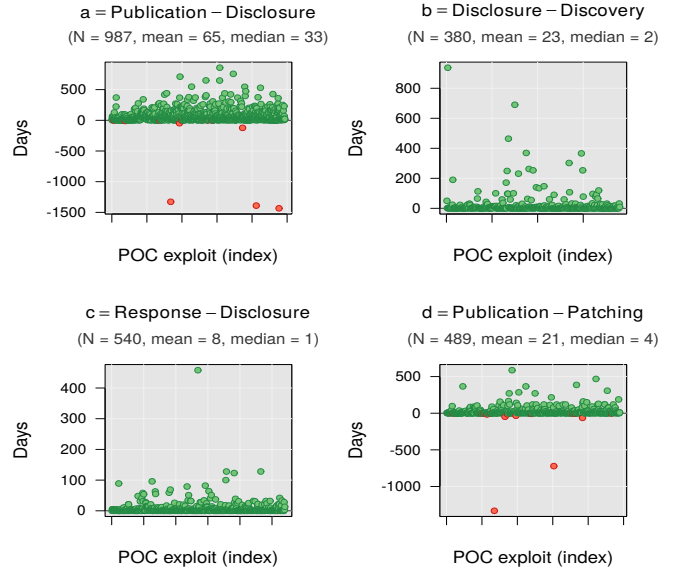 a = Publication – Disclosure
(N = 987, mean = 65, median = 33)
Days
500
0
-500
-1000
-1500
POC exploit (index)
b = Disclosure – Discovery
(N = 380, mean = 23, median = 2)
Days
800
600
400
200
0
POC exploit (index)
c = Response – Disclosure
(N = 540, mean = 8, median = 1)
Days
400
300
200
100
0
POC exploit (index)
d = Publication – Patching
(N = 489, mean = 21, median = 4)
Days
500
0
-500
-1000
POC exploit (index)